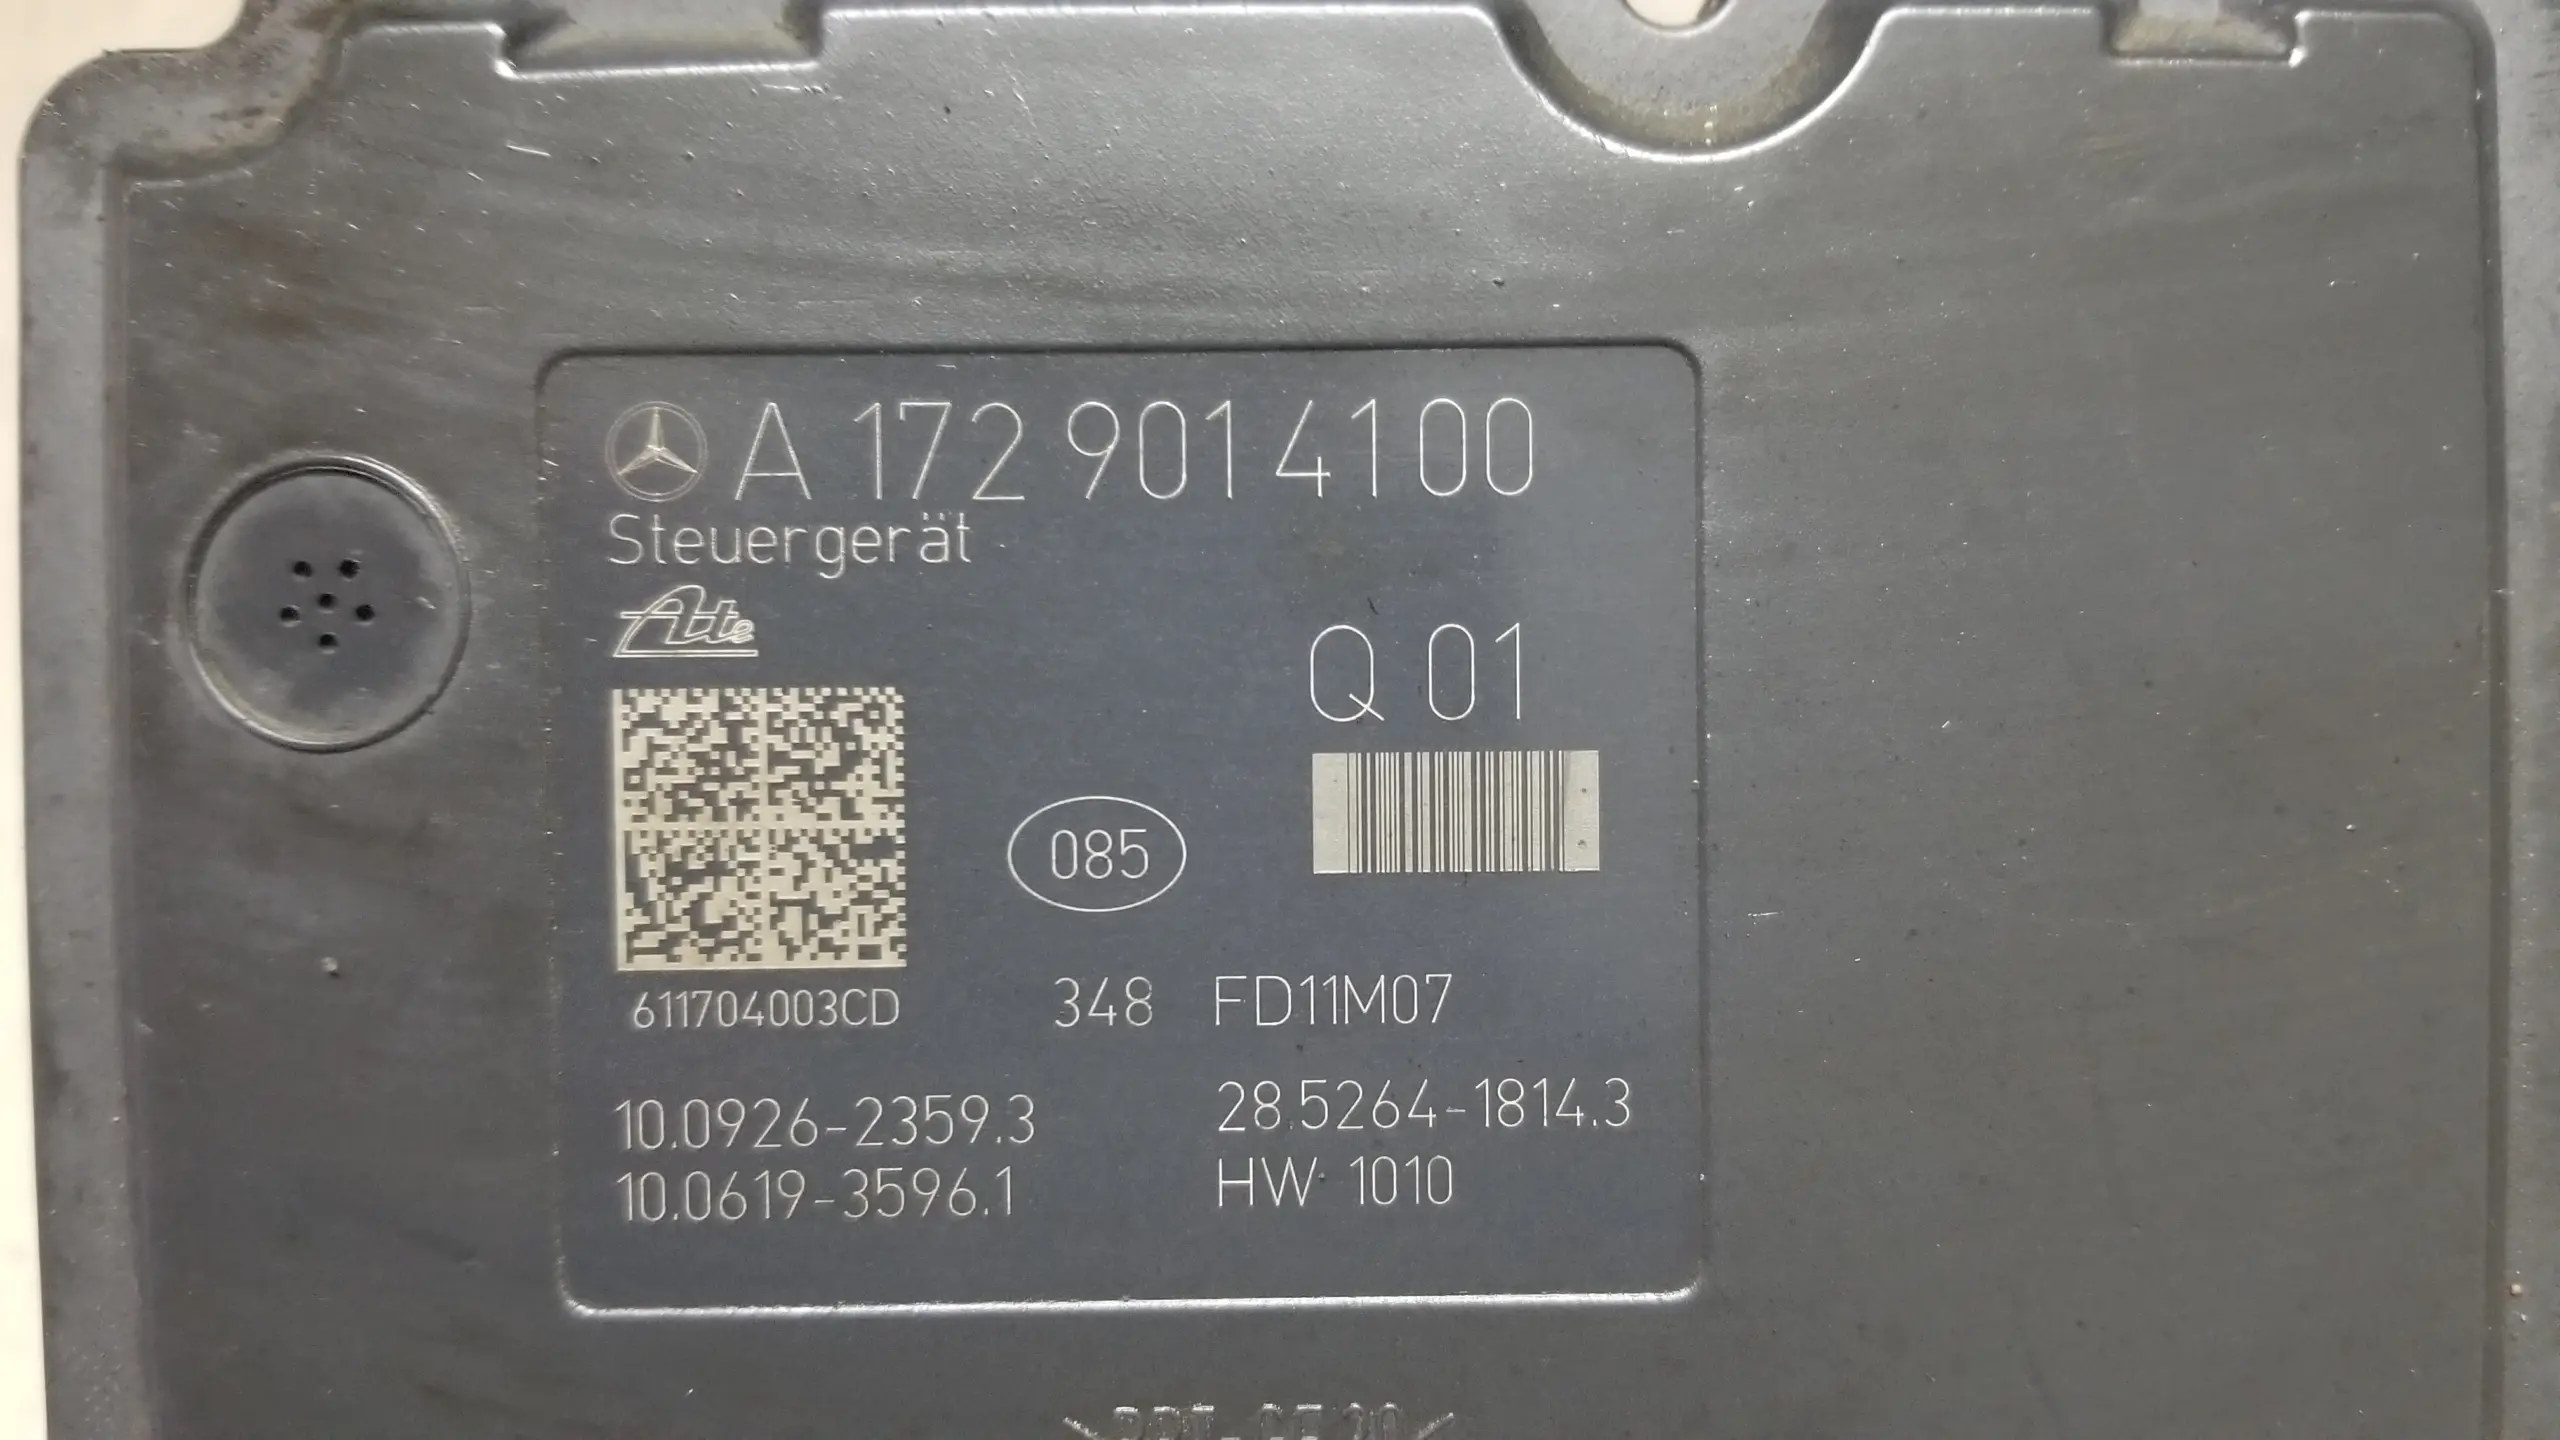 A 172 901 41 00
Steuergerät
Ate
Q 01
085
611704003CD 348 FD11M07
10.0926-2359.3 28.5264-1814.3
10.0619-3596.1 HW 1010